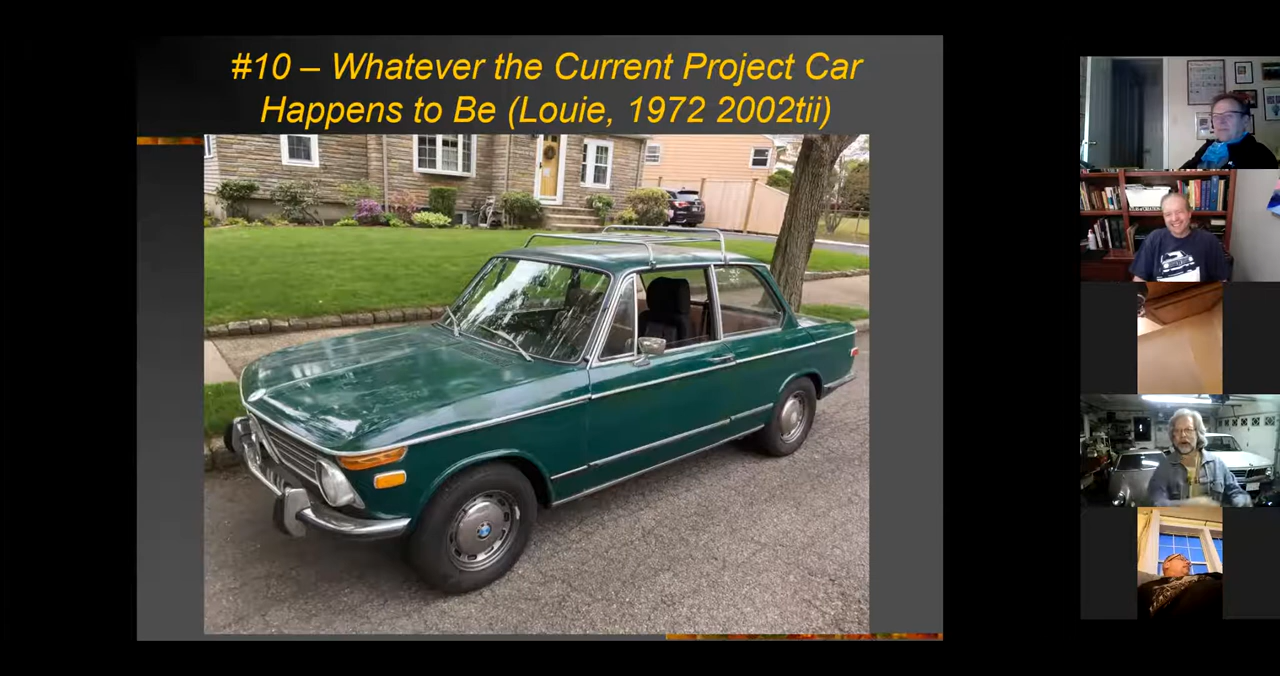 #10 – Whatever the Current Project Car
Happens to Be (Louie, 1972 2002tii)